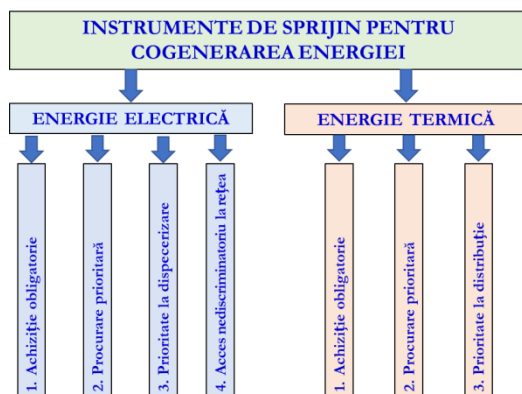 INSTRUMENTE DE SPRIJIN PENTRU
COGENERAREA ENERGIEI
ENERGIE ELECTRICĂ
1. Achiziție obligatorie
2. Procurare prioritară
3. Prioritate la dispecerizare
4. Acces nediscriminatoriu la rețea
ENERGIE TERMICĂ
1. Achiziție obligatorie
2. Procurare prioritară
3. Prioritate la distribuție